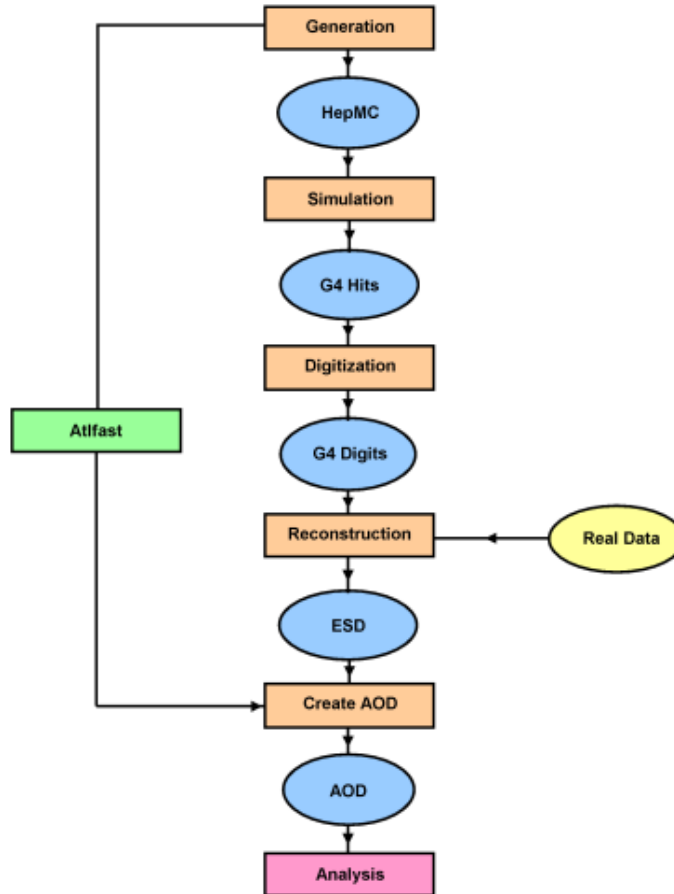 Generation
HepMC
Simulation
G4 Hits
Digitization
Atlfast
G4 Digits
Reconstruction
Real Data
ESD
Create AOD
AOD
Analysis